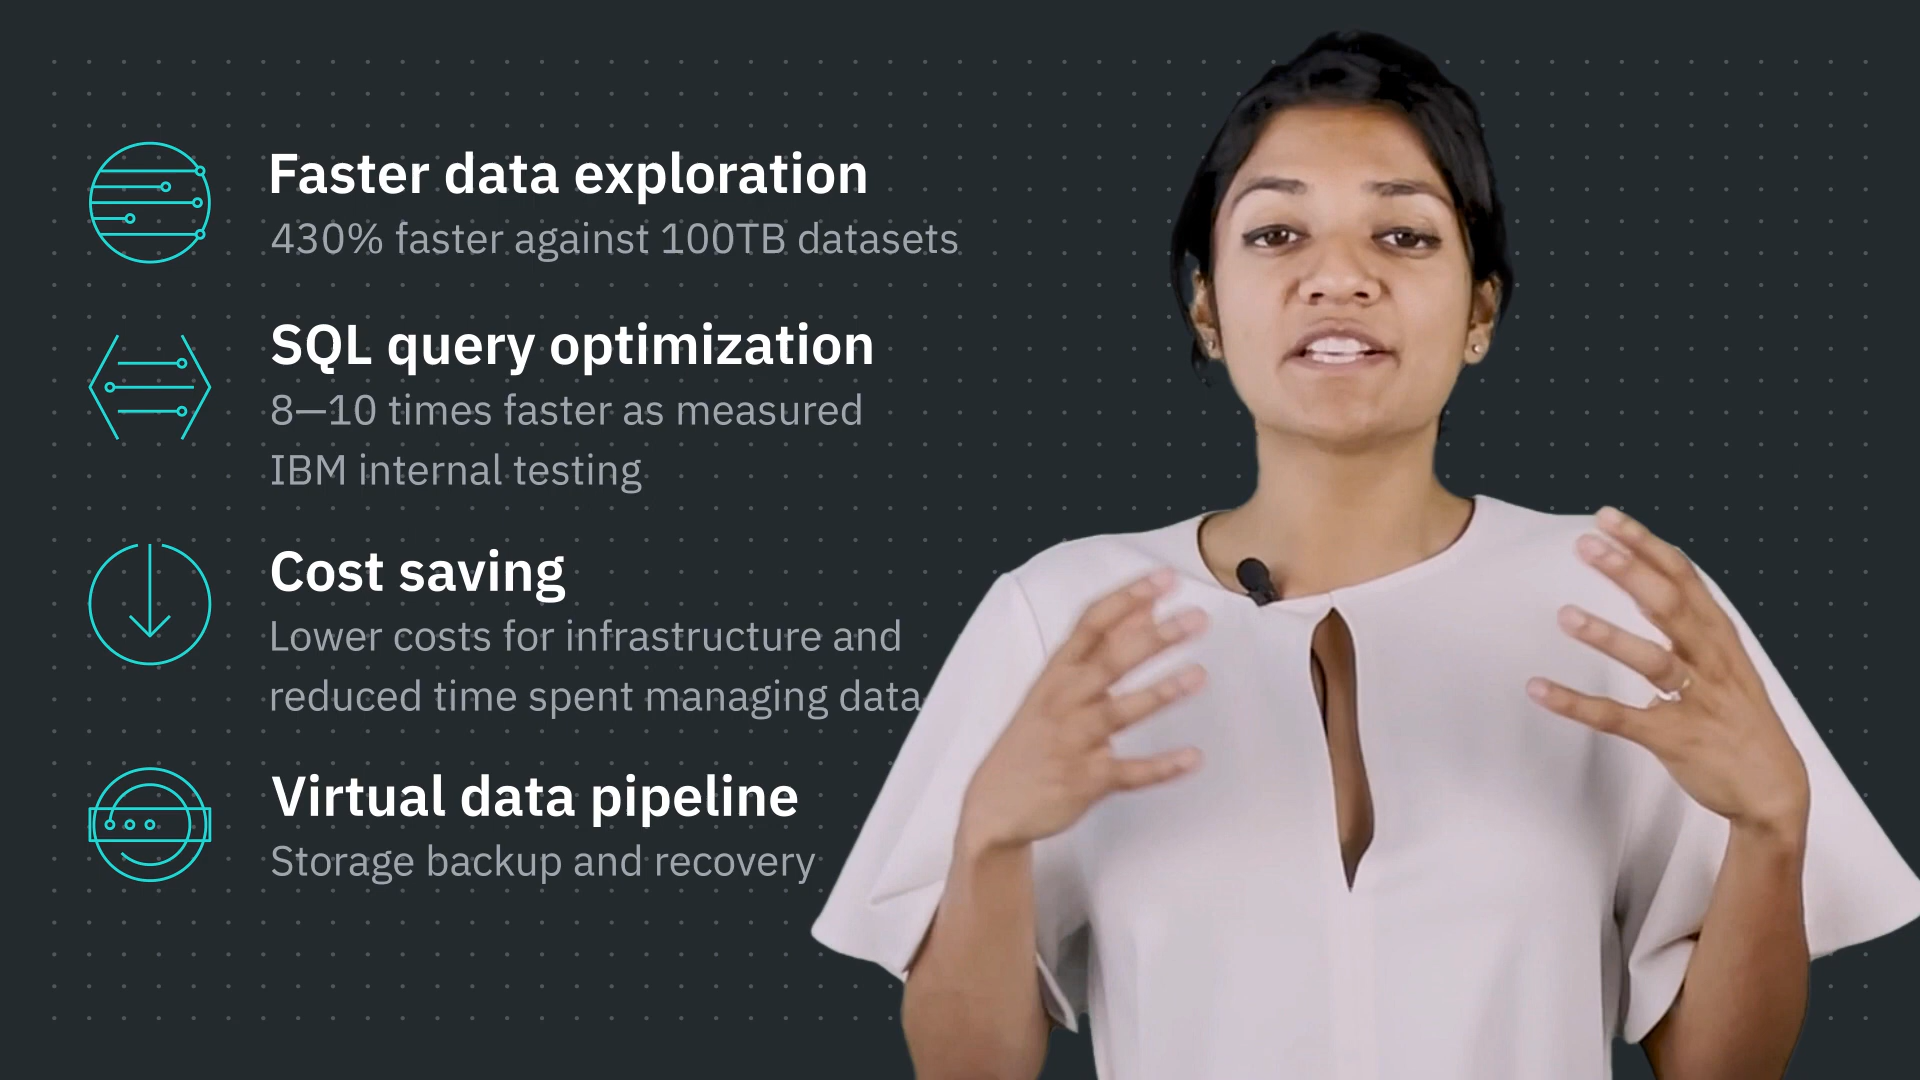 Faster data exploration
430% faster against 100TB datasets
SQL query optimization
8—10 times faster as measured
IBM internal testing
Cost saving
Lower costs for infrastructure and
reduced time spent managing data
Virtual data pipeline
Storage backup and recovery